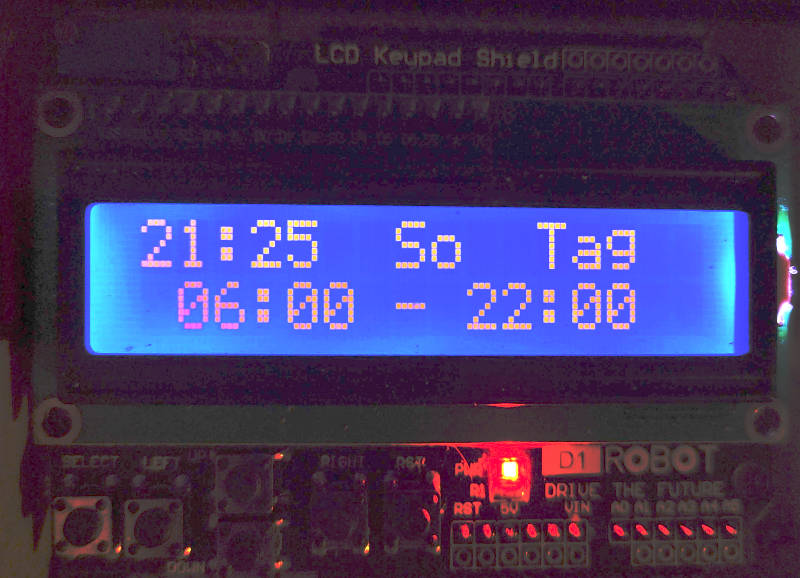 LCD Keypad Shield
21:25 So Tag
06:00 - 22:00
SELECT LEFT UP RIGHT RST
D1 ROBOT
DRIVE THE FUTURE
RST 5V VIN A0 A1 A2 A3 A4 A5
DOWN